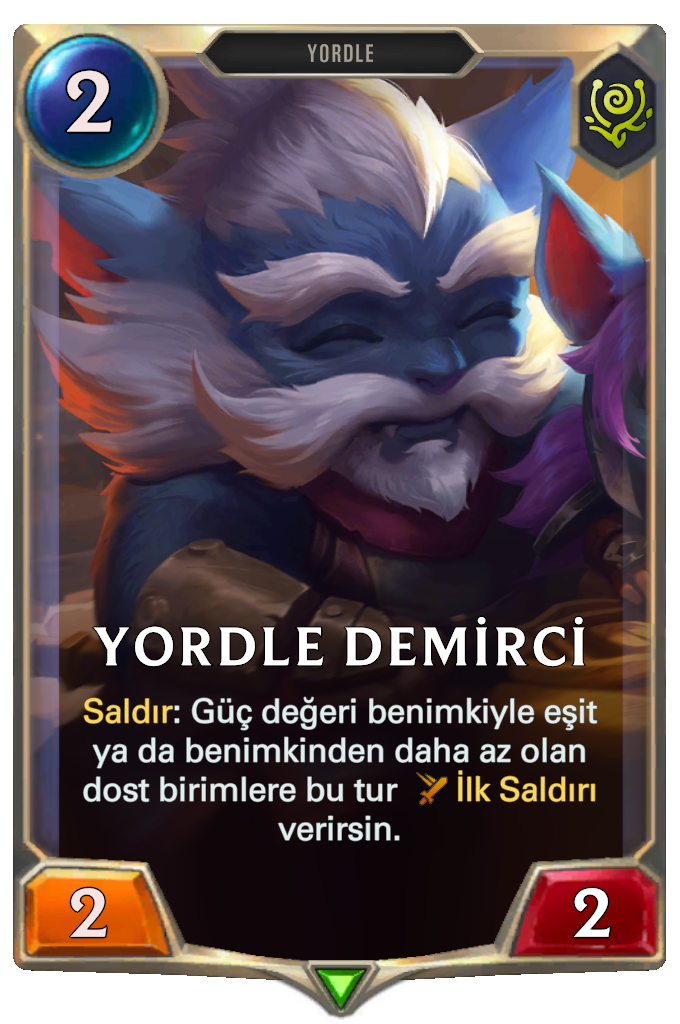 YORDLE
2
YORDLE DEMİRCİ
Saldır: Güç değeri benimkiyle eşit
ya da benimkinden daha az olan
dost birimlere bu tur İlk Saldırı
verirsin.
2
2